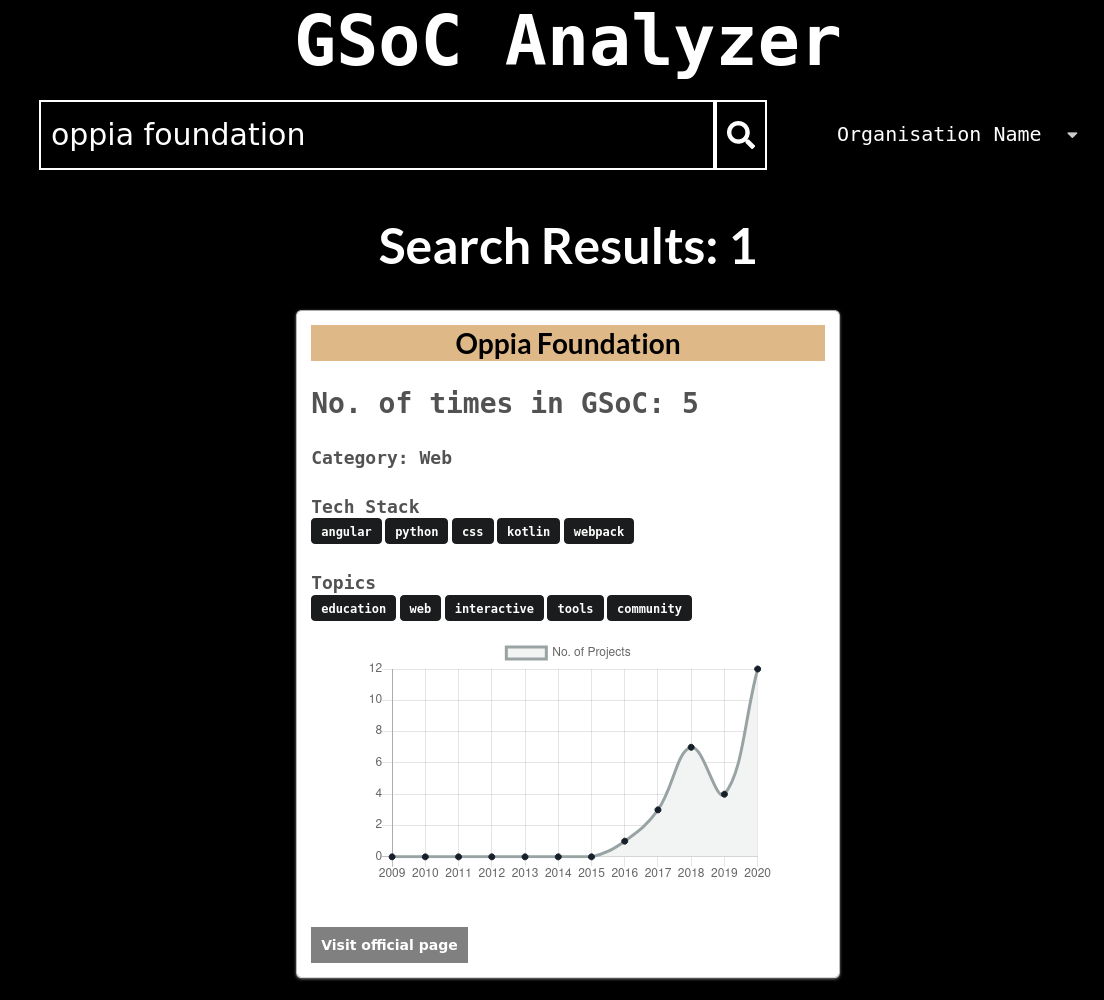 GSoC Analyzer
oppia foundation
Organisation Name
Search Results: 1
Oppia Foundation
No. of times in GSoC: 5
Category: Web
Tech Stack
angular python css kotlin webpack
Topics
education web interactive tools community
No. of Projects
12
10
8
6
4
2
0
2009 2010 2011 2012 2013 2014 2015 2016 2017 2018 2019 2020
Visit official page